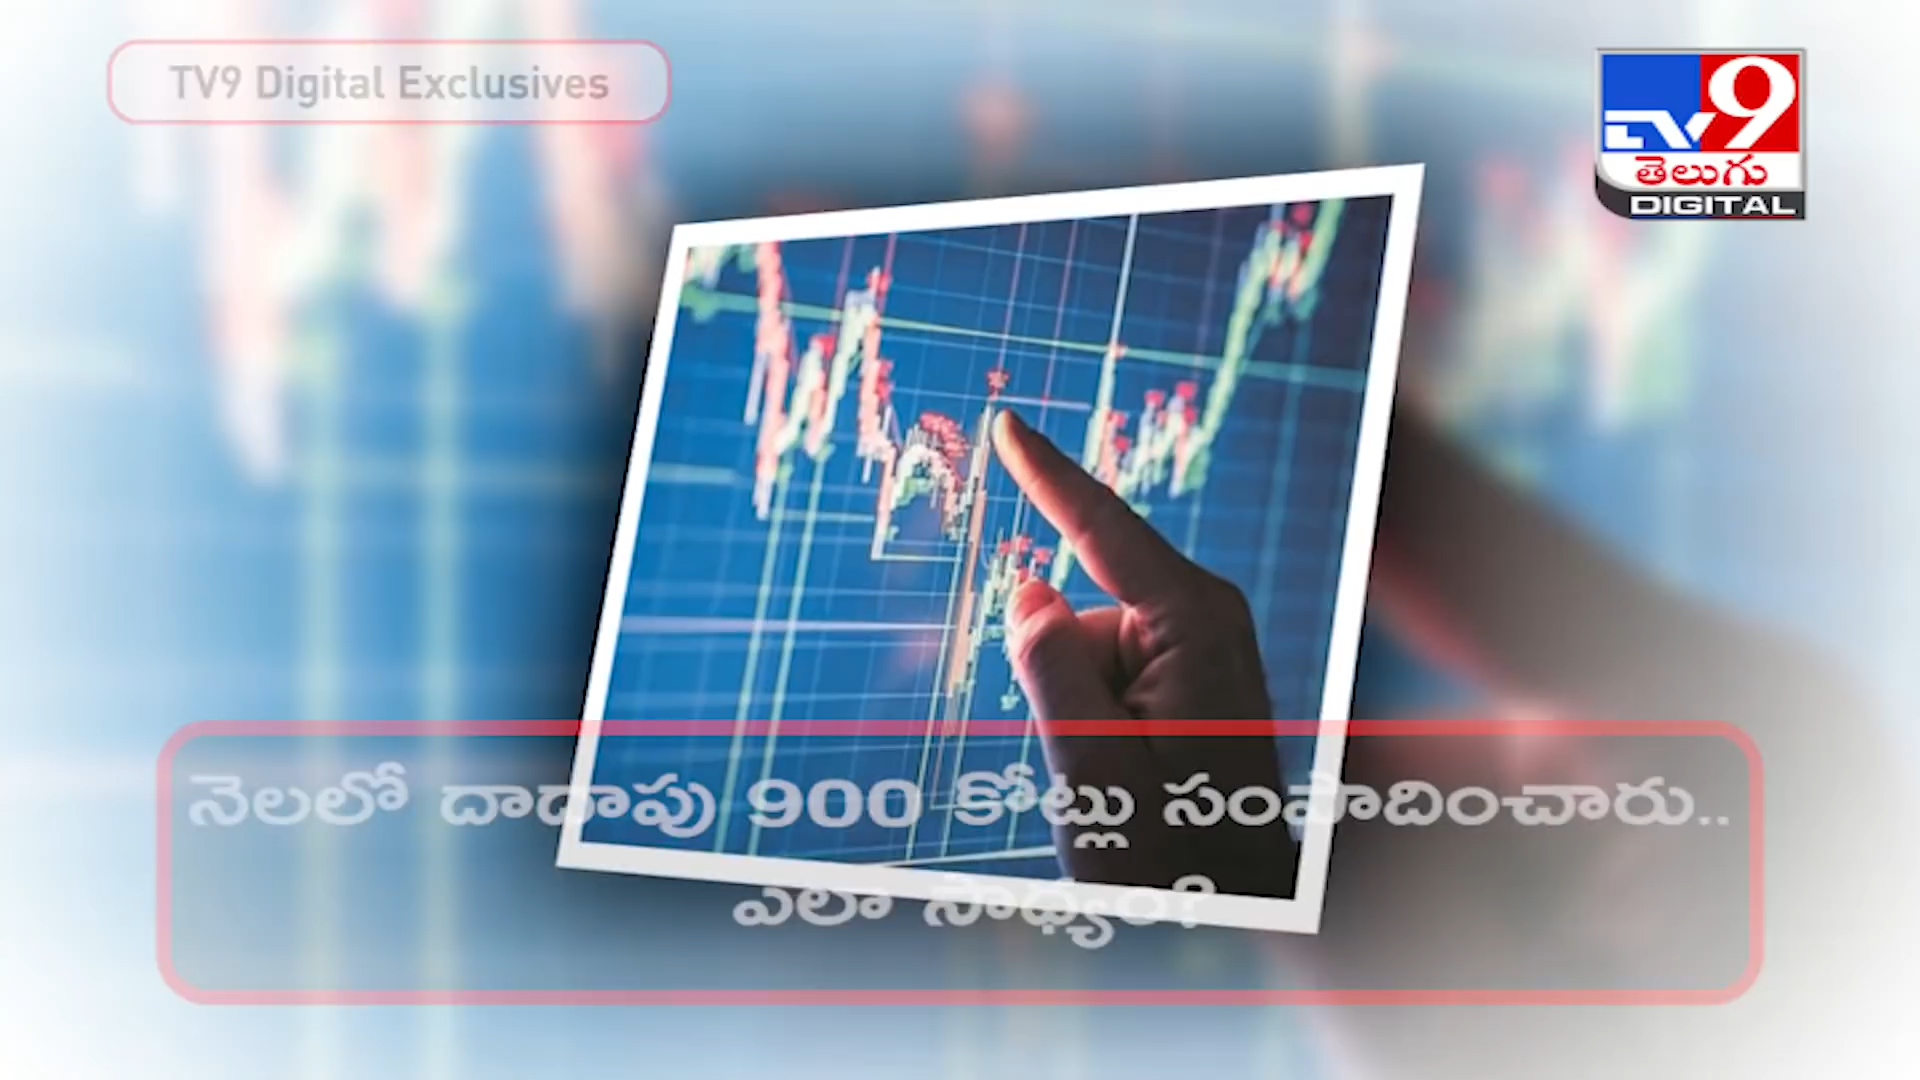 TV9 Digital Exclusives
TV9
తెలుగు
DIGITAL
నెలలో దాదాపు 900 కోట్లు సంపాదించారు..
ఎలా సాధ్యం?